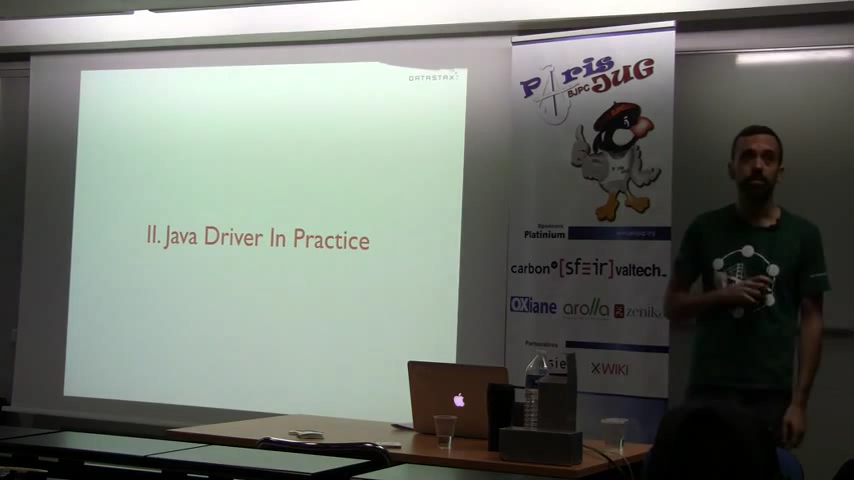 DATASTAX
II. Java Driver In Practice
Paris
BJPC JUG
Platinium
carbon [sfeir] valtech_
OXiane arolla zenika
XWIKI